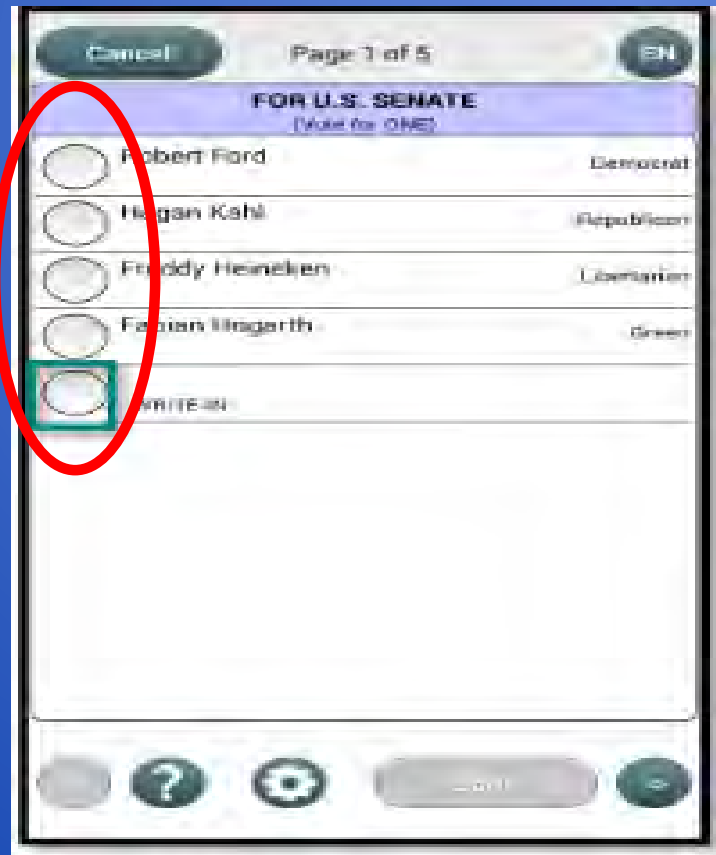 Cancel Page 1 of 5 EN
FOR U.S. SENATE
(Vote for ONE)
Robert Ford Democrat
Hogan Kahl Republican
Freddy Heineken Libertarian
Fabian Hogarth Green
WRITE-IN
?